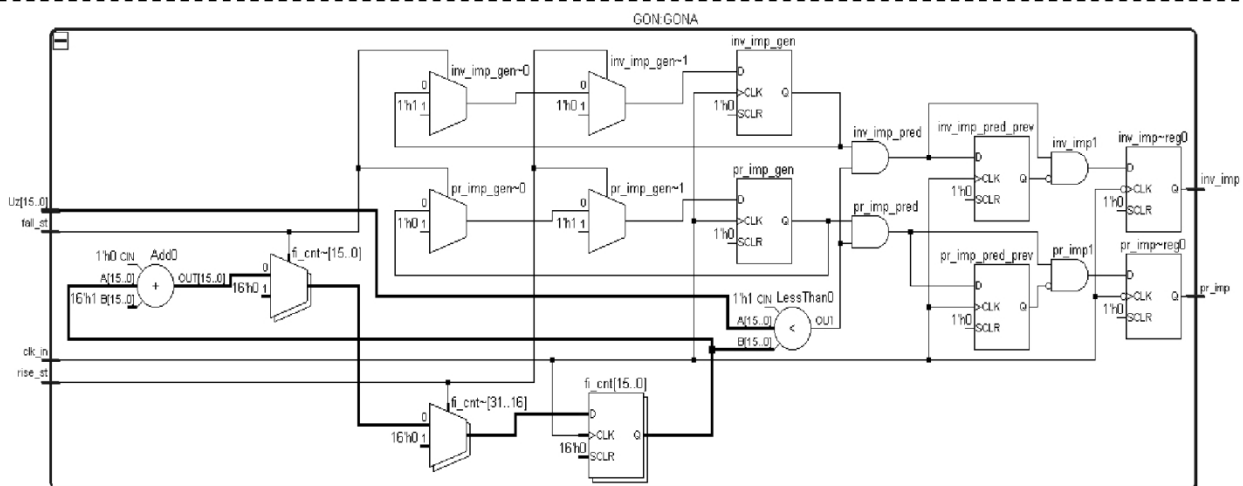 GON:GONA
inv_imp_gen~0
0
1'h1 1
inv_imp_gen~1
0
1'h0 1
inv_imp_gen
D
CLK
Q
1'h0
SCLR
pr_imp_gen~0
0
1'h0 1
pr_imp_gen~1
0
1'h1 1
pr_imp_gen
D
CLK
Q
1'h0
SCLR
inv_imp_pred
pr_imp_pred
inv_imp_pred_prev
D
CLK
Q
1'h0
SCLR
inv_imp1
inv_imp~reg0
D
CLK
Q
1'h0
SCLR
inv_imp
pr_imp_pred_prev
D
CLK
Q
1'h0
SCLR
pr_imp1
pr_imp~reg0
D
CLK
Q
1'h0
SCLR
pr_imp
Uz[15..0]
fall_st
clk_in
rise_st
1'h0 CIN
Add0
A[15..0]
OUT[15..0]
16'h1 B[15..0]
+
fi_cnt~[15..0]
0
16'h0 1
fi_cnt~[31..16]
0
16'h0 1
fi_cnt[15..0]
D
CLK
Q
16'h0
SCLR
1'h1 CIN
LessThan0
A[15..0]
B[15..0]
<
OUT